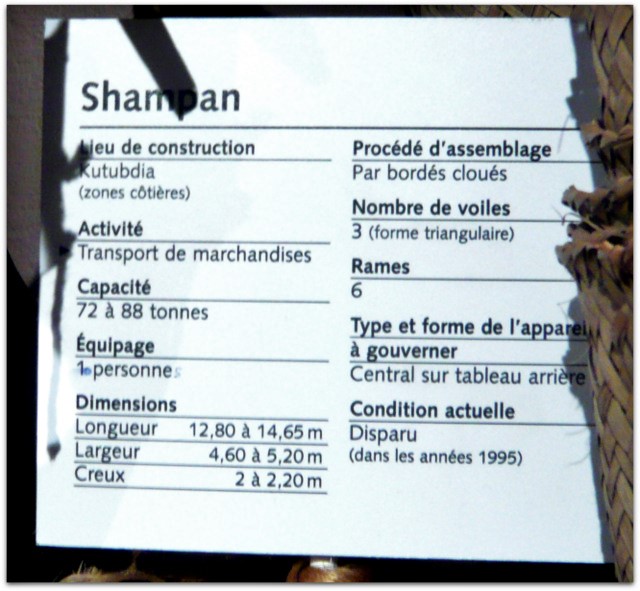 Shampan
Lieu de construction
Kutubdia
(zones côtières)
Activité
Transport de marchandises
Capacité
72 à 88 tonnes
Équipage
personnes
Dimensions
Longueur 12,80 à 14,65 m
Largeur 4,60 à 5,20 m
Creux 2 à 2,20 m
Procédé d'assemblage
Par bordés cloués
Nombre de voiles
3 (forme triangulaire)
Rames
6
Type et forme de l'appareil
à gouverner
Central sur tableau arrière
Condition actuelle
Disparu
(dans les années 1995)